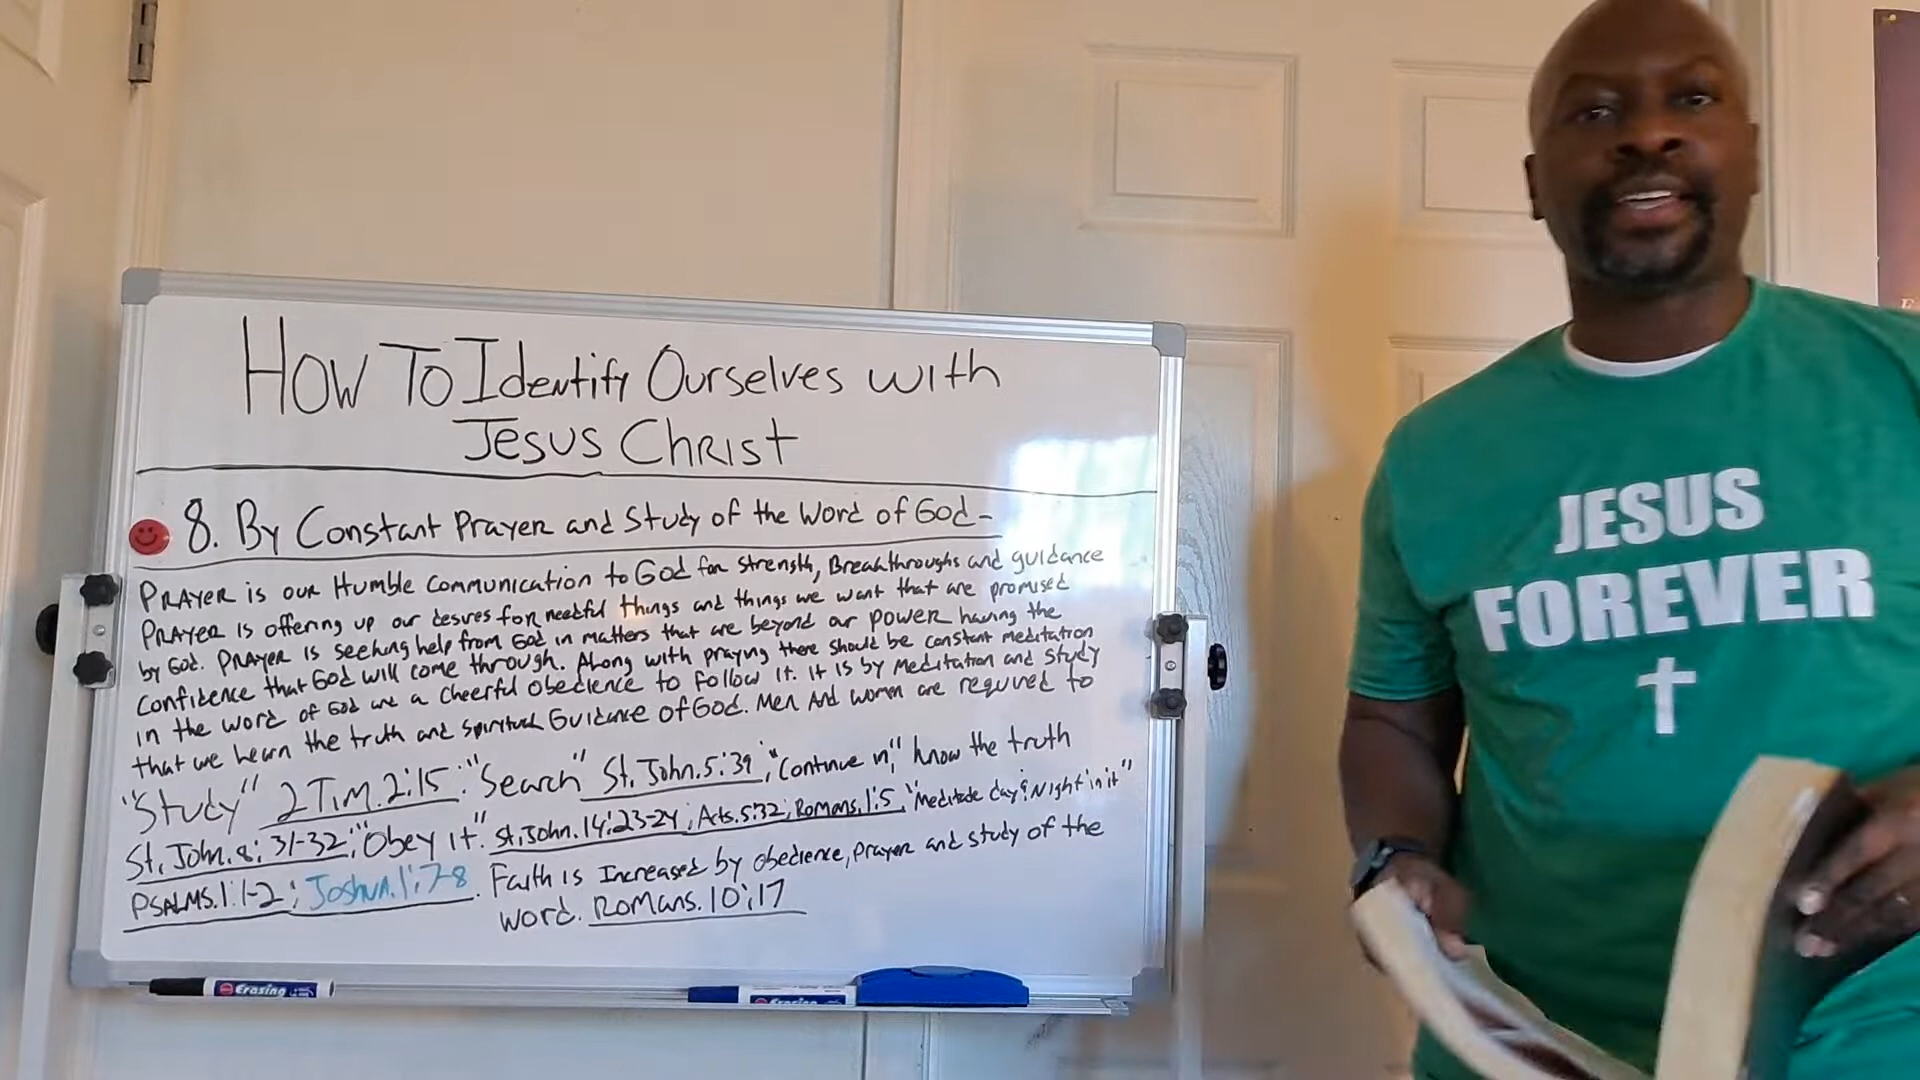 How To Identify Ourselves with
Jesus Christ
8. By Constant Prayer and Study of the Word of God-
Prayer is our Humble communication to God for strength, Breakthroughs and guidance
Prayer is offering up our desires for needful things and things we want that are promised
by God. Prayer is seeking help from God in matters that are beyond our power having the
confidence that God will come through. Along with praying there should be constant meditation
in the word of God and a cheerful obedience to follow it. It is by Meditation and Study
that we learn the truth and spiritual Guidance of God. Men And women are required to
"Study" 2 Tim. 2:15; "Search" St. John. 5:39; "Continue in," know the truth
St. John. 8:31-32; "Obey it". St. John. 14:23-24; Acts. 5:32; Romans. 1:5, "Meditate day & Night in it"
Psalms. 1:1-2; Joshua. 1:7-8. Faith is Increased by obedience, prayer and study of the
word. Romans. 10:17
Erasing
Erasing
JESUS
FOREVER